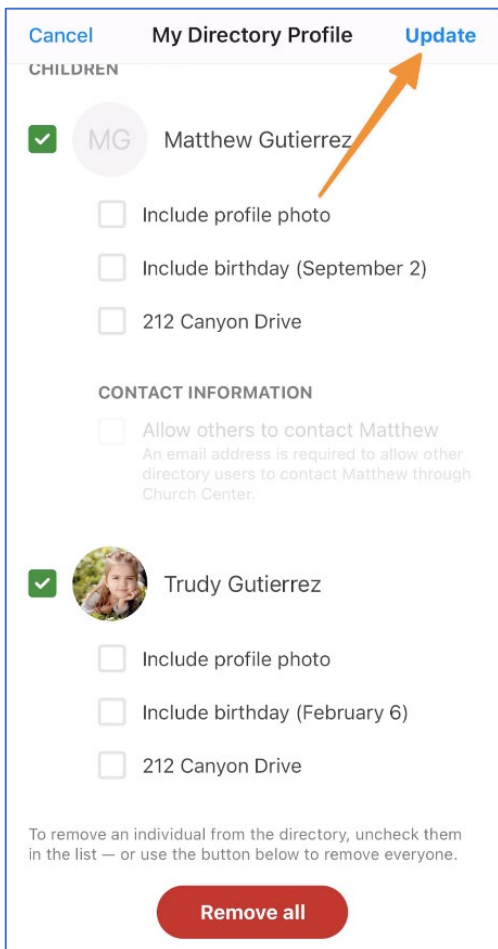 Cancel My Directory Profile Update
CHILDREN
MG Matthew Gutierrez
Include profile photo
Include birthday (September 2)
212 Canyon Drive
CONTACT INFORMATION
Allow others to contact Matthew
An email address is required to allow other
directory users to contact Matthew through
Church Center.
Trudy Gutierrez
Include profile photo
Include birthday (February 6)
212 Canyon Drive
To remove an individual from the directory, uncheck them
in the list — or use the button below to remove everyone.
Remove all